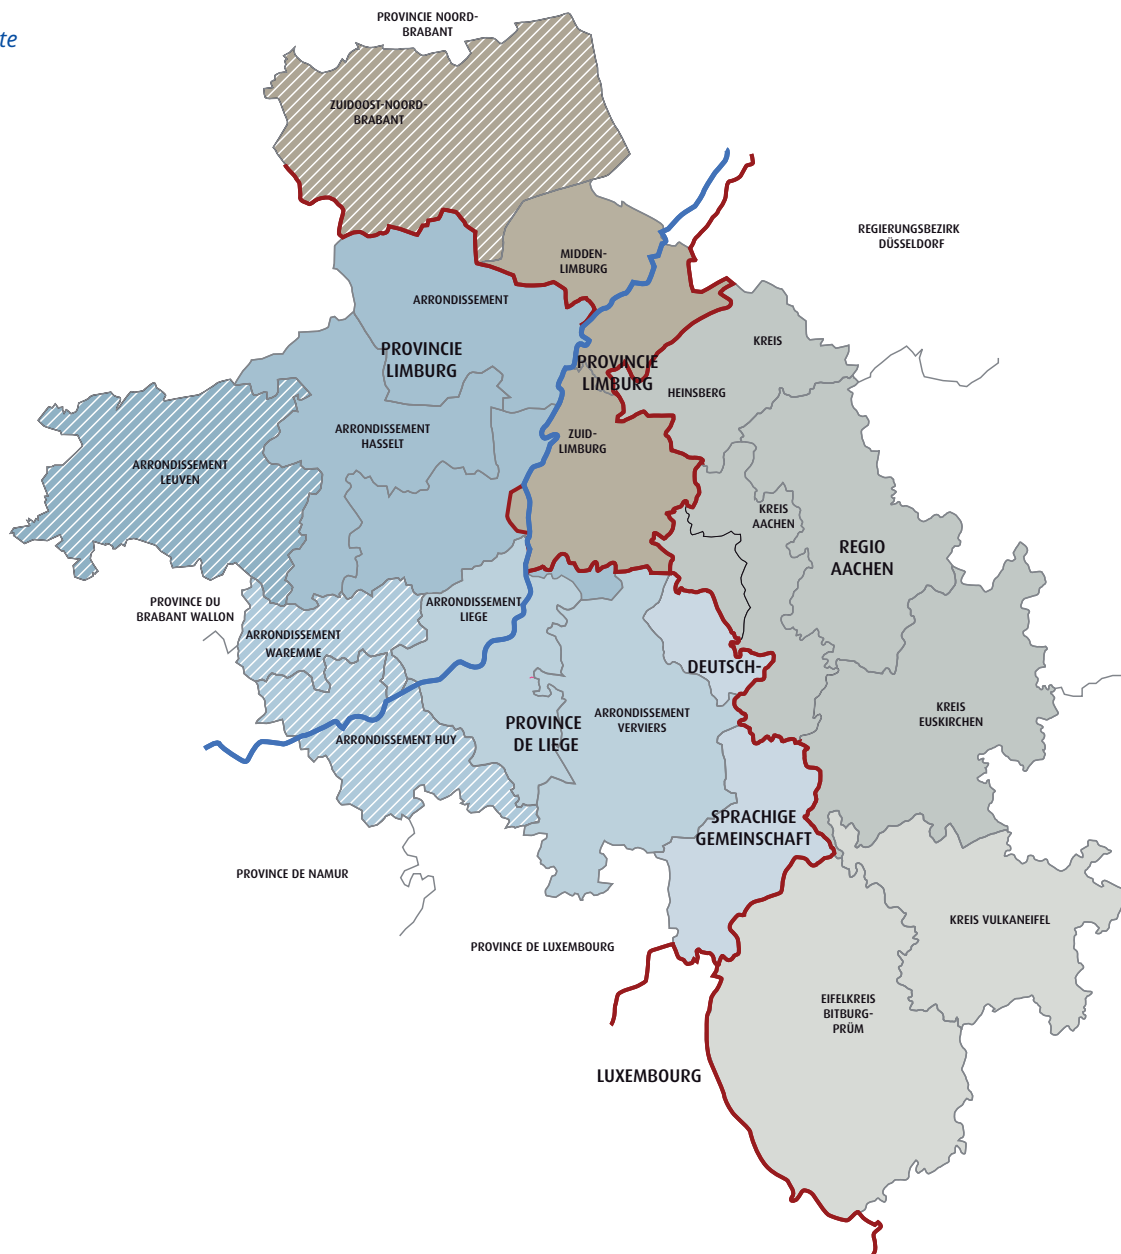 te
PROVINCIE NOORD-
BRABANT
ZUIDOOST-NOORD-
BRABANT
REGIERUNGSBEZIRK
DÜSSELDORF
MIDDEN-
LIMBURG
ARRONDISSEMENT
KREIS
PROVINCIE
LIMBURG
PROVINCIE
LIMBURG
HEINSBERG
ARRONDISSEMENT
HASSELT
ZUID-
LIMBURG
ARRONDISSEMENT
LEUVEN
KREIS
AACHEN
REGIO
AACHEN
PROVINCE DU
BRABANT WALLON
ARRONDISSEMENT
LIEGE
ARRONDISSEMENT
WAREMME
DEUTSCH-
ARRONDISSEMENT
VERVIERS
KREIS
EUSKIRCHEN
PROVINCE
DE LIEGE
ARRONDISSEMENT HUY
SPRACHIGE
GEMEINSCHAFT
PROVINCE DE NAMUR
KREIS VULKANEIFEL
PROVINCE DE LUXEMBOURG
EIFELKREIS
BITBURG-
PRÜM
LUXEMBOURG